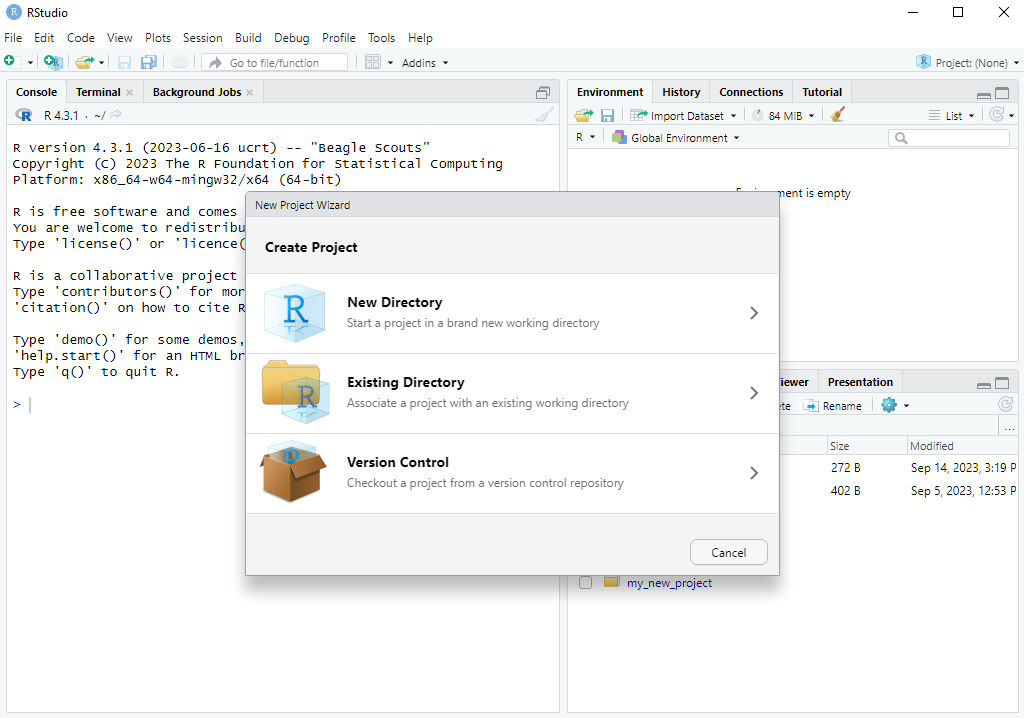 RStudio
File Edit Code View Plots Session Build Debug Profile Tools Help
Go to file/function
Addins
Project: (None)
Console Terminal Background Jobs
R 4.3.1 · ~/
R version 4.3.1 (2023-06-16 ucrt) -- "Beagle Scouts"
Copyright (C) 2023 The R Foundation for Statistical Computing
Platform: x86_64-w64-mingw32/x64 (64-bit)
R is free software and comes
You are welcome to redistribu
Type 'license()' or 'licence(
R is a collaborative project
Type 'contributors()' for mor
'citation()' on how to cite R
Type 'demo()' for some demos,
'help.start()' for an HTML br
Type 'q()' to quit R.
>
Environment History Connections Tutorial
Import Dataset 84 MiB List
R Global Environment
is empty
New Project Wizard
Create Project
New Directory
Start a project in a brand new working directory
Existing Directory
Associate a project with an existing working directory
Version Control
Checkout a project from a version control repository
Cancel
Presentation
Rename
...
Size Modified
272 B Sep 14, 2023, 3:19 P
402 B Sep 5, 2023, 12:53 P
my_new_project